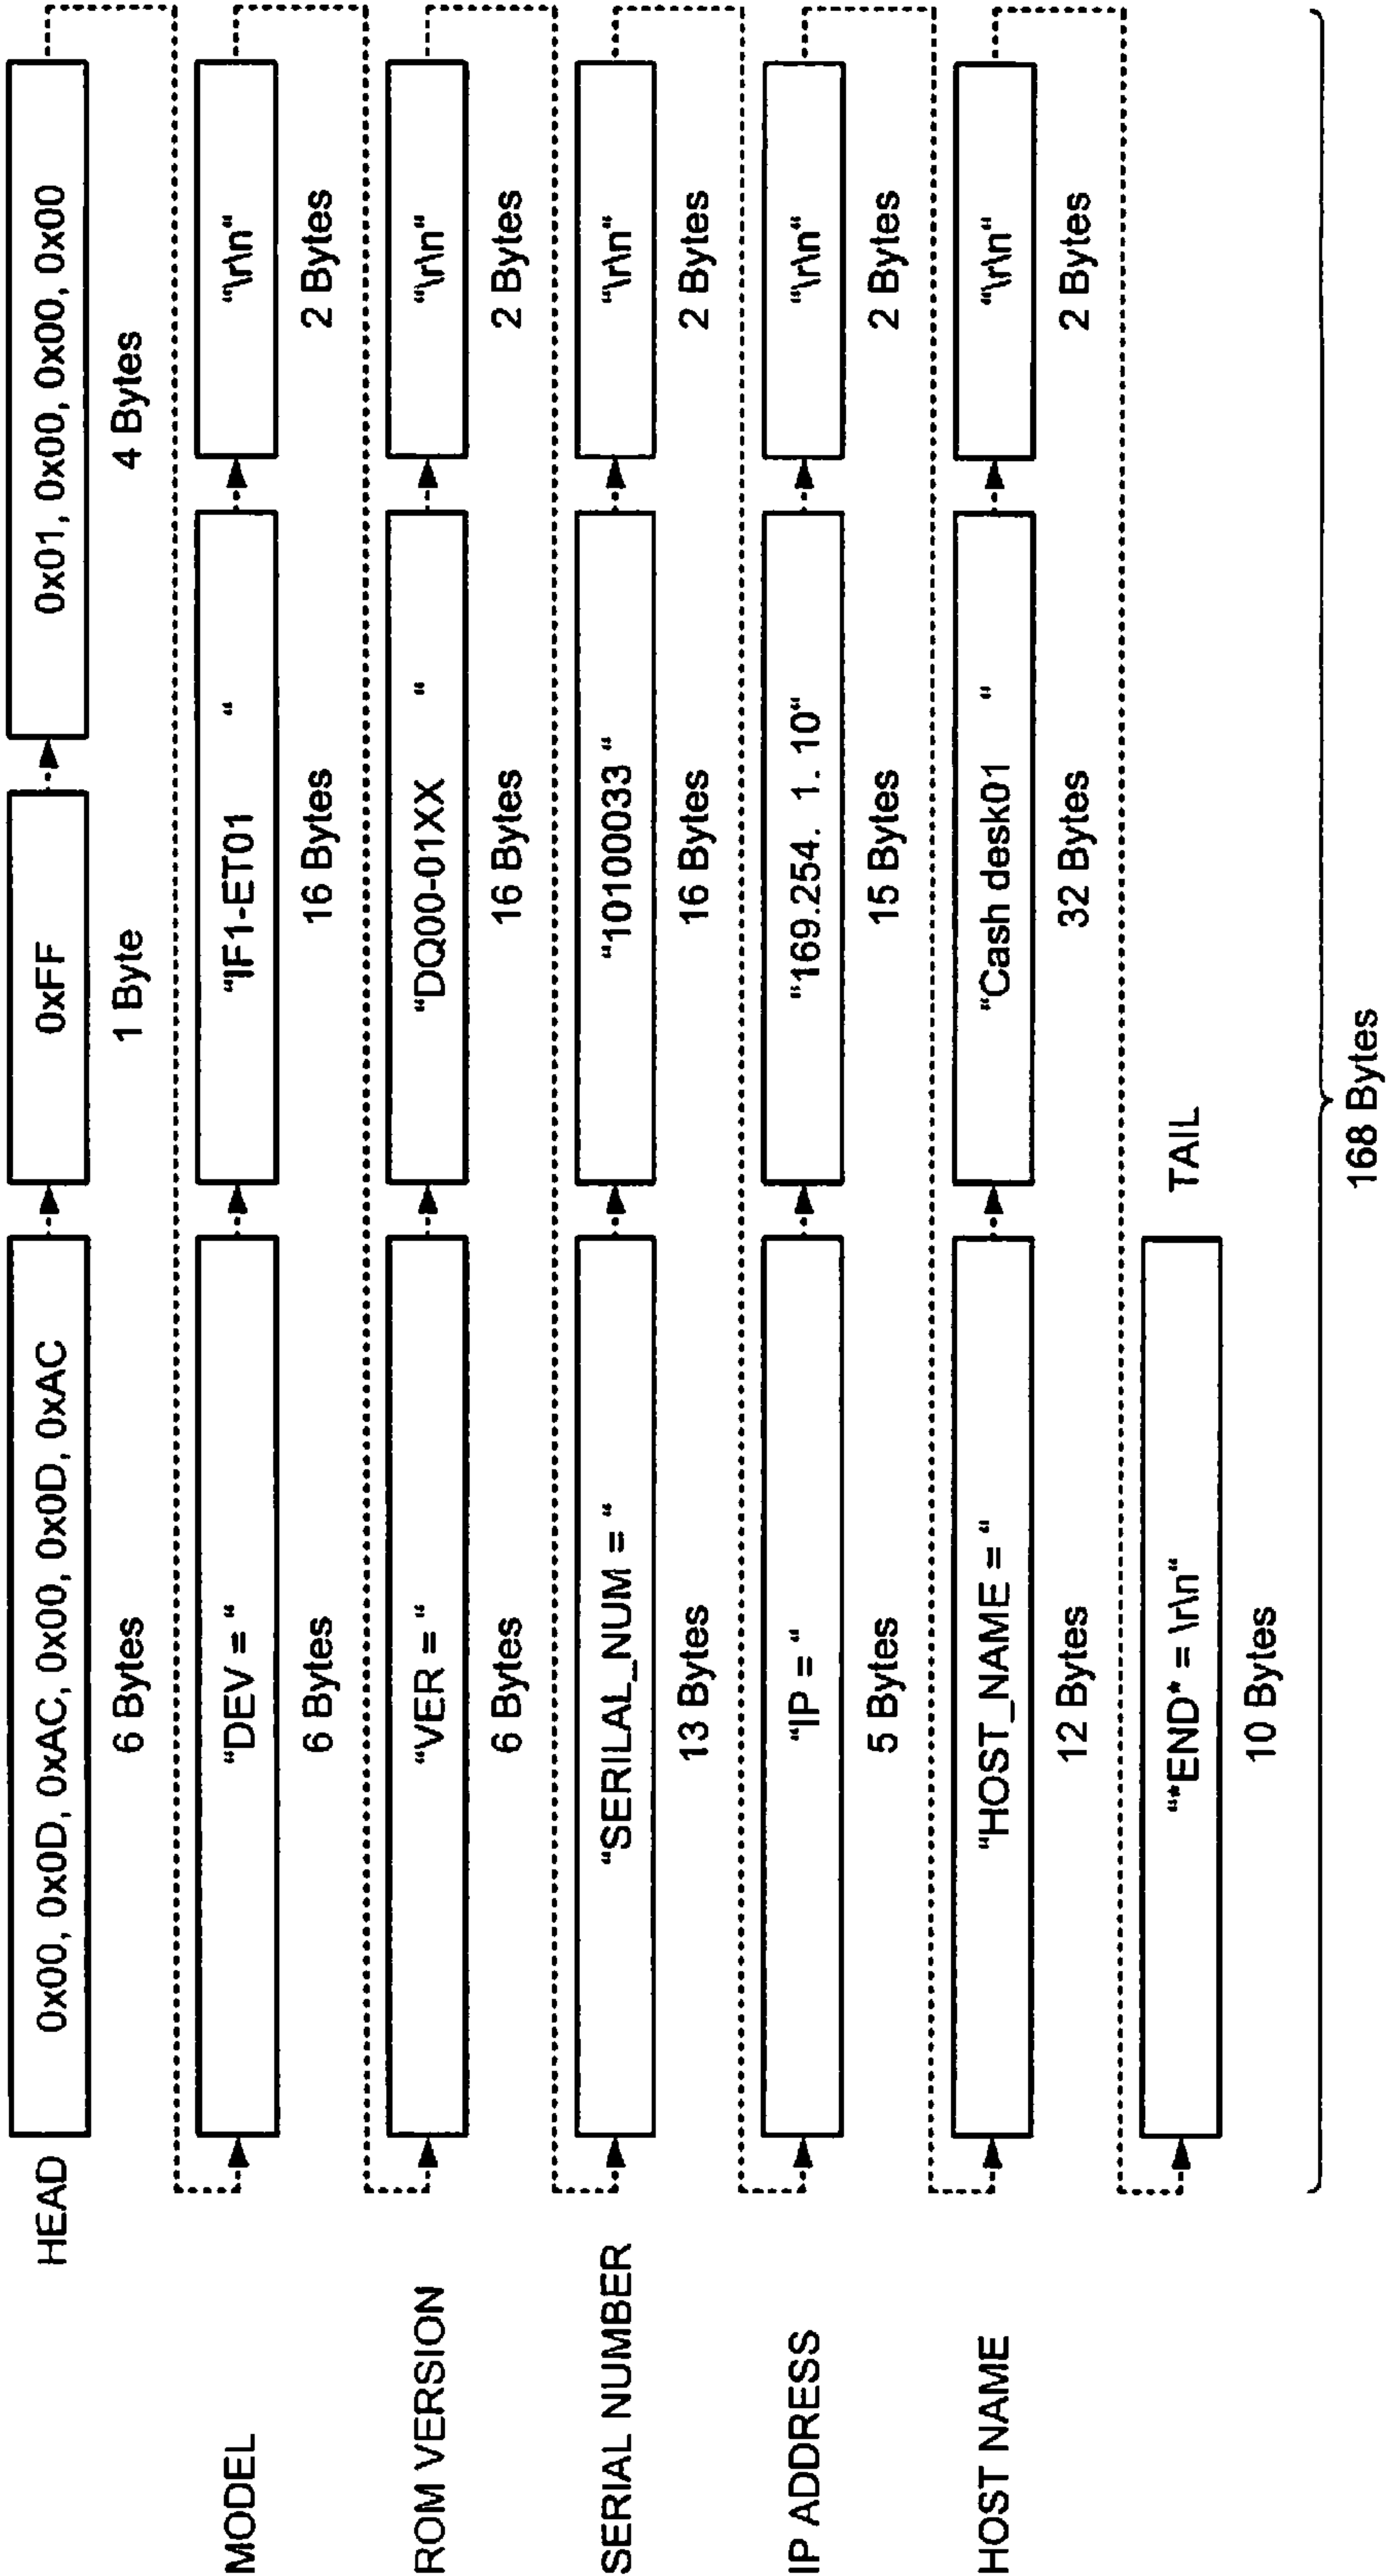 HEAD
0x00, 0x0D, 0xAC, 0x00, 0x0D, 0xAC
6 Bytes
0xFF
1 Byte
0x01, 0x00, 0x00, 0x00
4 Bytes
MODEL
“DEV = “
6 Bytes
“IF1-ET01 “
16 Bytes
“\r\n“
2 Bytes
ROM VERSION
“VER = “
6 Bytes
“DQ00-01XX “
16 Bytes
“\r\n“
2 Bytes
SERIAL NUMBER
“SERILAL_NUM = “
13 Bytes
“10100033 “
16 Bytes
“\r\n“
2 Bytes
IP ADDRESS
“IP = “
5 Bytes
“169.254. 1. 10“
15 Bytes
“\r\n“
2 Bytes
HOST NAME
“HOST_NAME = “
12 Bytes
“Cash desk01 “
32 Bytes
“\r\n“
2 Bytes
“*END* = \r\n“
10 Bytes
TAIL
168 Bytes